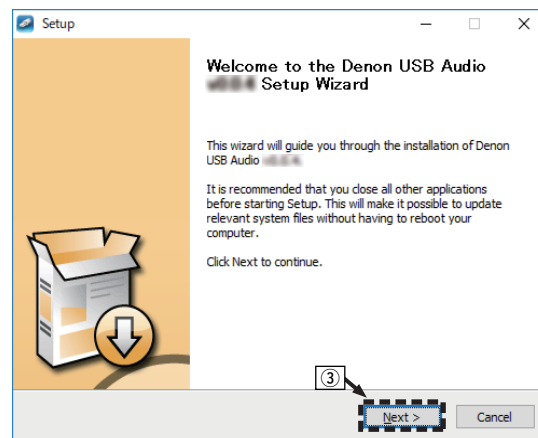 Setup
Welcome to the Denon USB Audio
Setup Wizard
This wizard will guide you through the installation of Denon
USB Audio
It is recommended that you close all other applications
before starting Setup. This will make it possible to update
relevant system files without having to reboot your
computer.
Click Next to continue.
③
Next >
Cancel